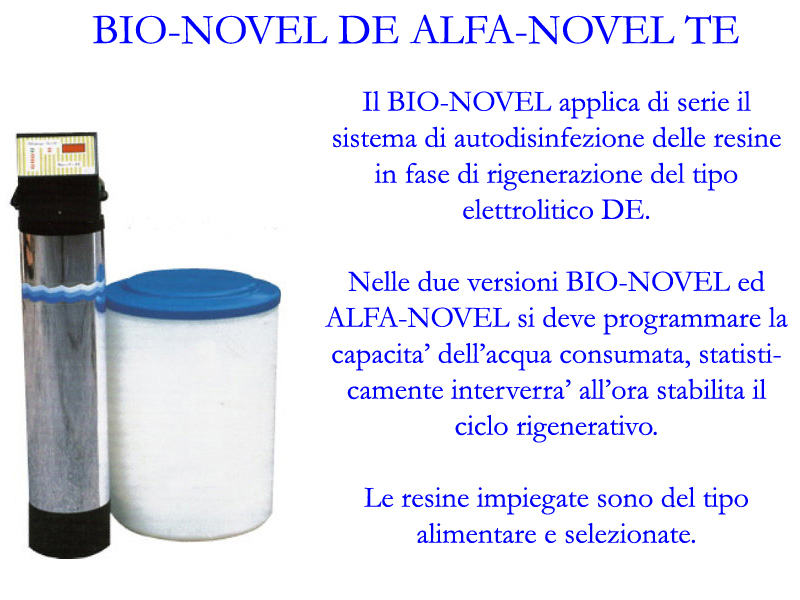 BIO-NOVEL DE ALFA-NOVEL TE
Il BIO-NOVEL applica di serie il
sistema di autodisinfezione delle resine
in fase di rigenerazione del tipo
elettrolitico DE.
Nelle due versioni BIO-NOVEL ed
ALFA-NOVEL si deve programmare la
capacita’ dell’acqua consumata, statisti-
camente interverra’ all’ora stabilita il
ciclo rigenerativo.
Le resine impiegate sono del tipo
alimentare e selezionate.